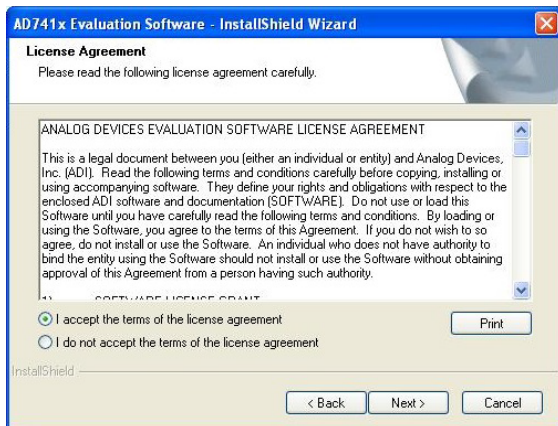 AD741x Evaluation Software - InstallShield Wizard
License Agreement
Please read the following license agreement carefully.
ANALOG DEVICES EVALUATION SOFTWARE LICENSE AGREEMENT
This is a legal document between you (either an individual or entity) and Analog Devices,
Inc. (ADI). Read the following terms and conditions carefully before copying, installing or
using accompanying software. They define your rights and obligations with respect to the
enclosed ADI software and documentation (SOFTWARE). Do not use or load this
Software until you have carefully read the following terms and conditions. By loading or
using the Software, you agree to the terms of this Agreement. If you do not wish to so
agree, do not install or use the Software. An individual who does not have authority to
bind the entity using the Software should not install or use the Software without obtaining
approval of this Agreement from a person having such authority.
1) SOFTWARE LICENSE GRANT
I accept the terms of the license agreement
Print
I do not accept the terms of the license agreement
InstallShield
< Back
Next >
Cancel